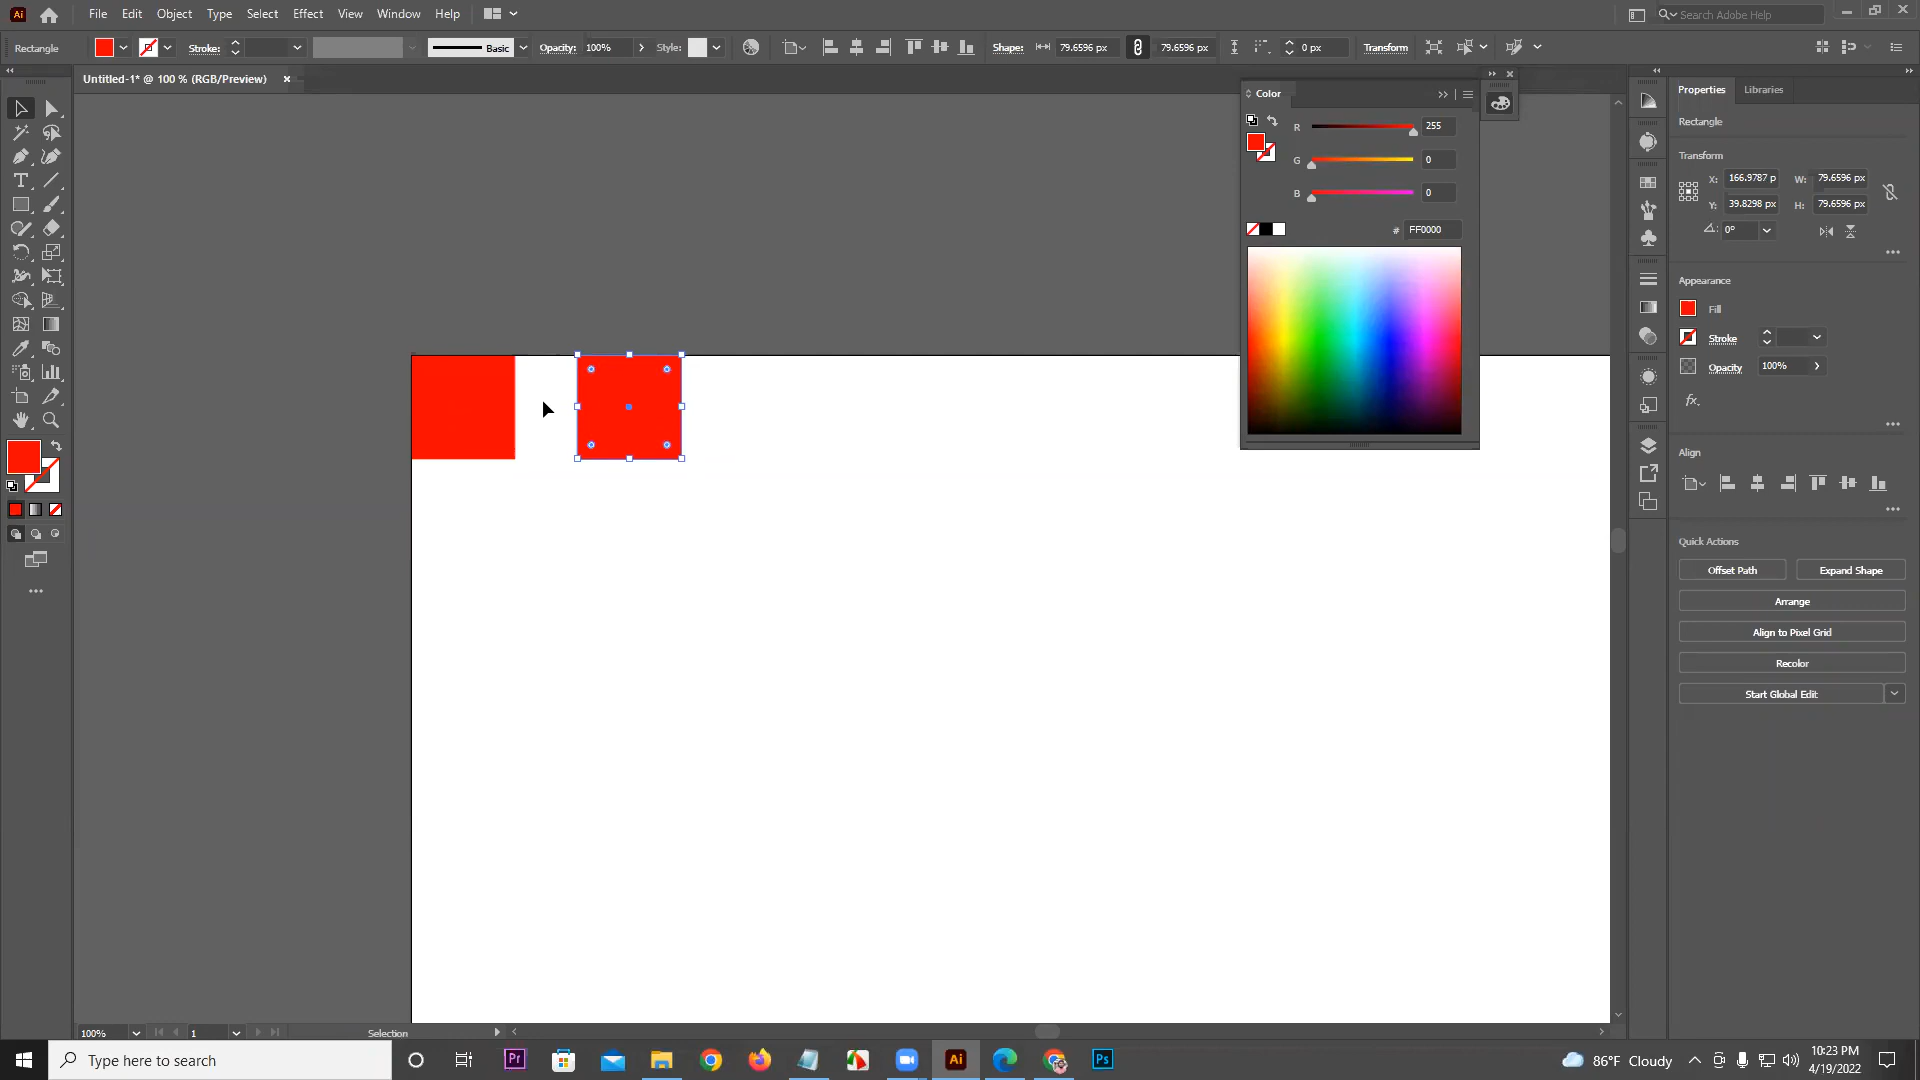 Ai File Edit Object Type Select Effect View Window Help Search Adobe Help
Rectangle Stroke: Basic Opacity: 100% Style: Shape: 79.6596 px 79.6596 px 0 px Transform
Untitled-1* @ 100 % (RGB/Preview)
Color
R 255
G 0
B 0
# FF0000
Properties Libraries
Rectangle
Transform
X: 166.9787 p W: 79.6596 px
Y: 39.8298 px H: 79.6596 px
0°
Appearance
Fill
Stroke
Opacity 100%
fx.
Align
Quick Actions
Offset Path Expand Shape
Arrange
Align to Pixel Grid
Recolor
Start Global Edit
100% 1 Selection
Type here to search Pr Ai Ps 86°F Cloudy 10:23 PM
4/19/2022